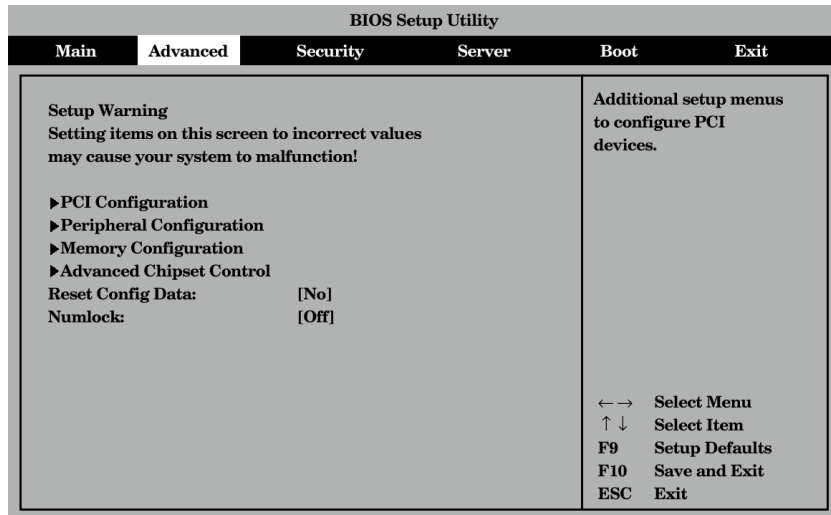 BIOS Setup Utility
Main Advanced Security Server Boot Exit
Setup Warning
Setting items on this screen to incorrect values
may cause your system to malfunction!
▶PCI Configuration
▶Peripheral Configuration
▶Memory Configuration
▶Advanced Chipset Control
Reset Config Data: [No]
Numlock: [Off]
Additional setup menus
to configure PCI
devices.
←→ Select Menu
↑↓ Select Item
F9 Setup Defaults
F10 Save and Exit
ESC Exit